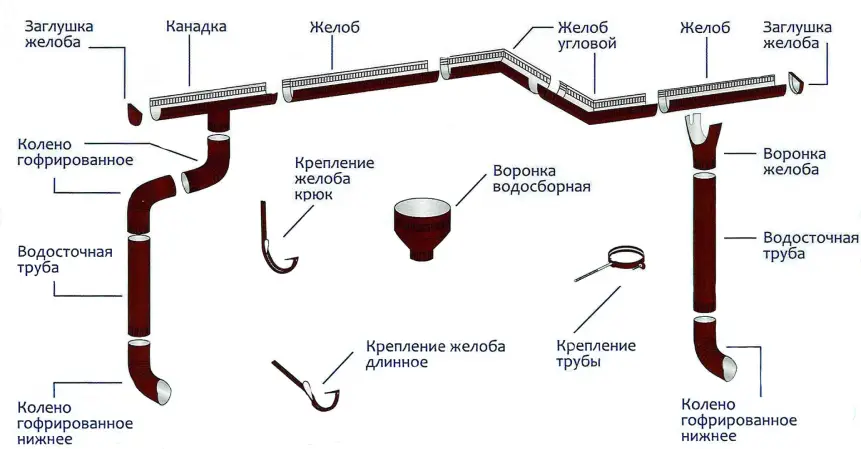 Заглушка
желоба
Канадка
Желоб
Желоб
угловой
Желоб
Заглушка
желоба
Колено
гофрированное
Крепление
желоба
крюк
Воронка
водосборная
Воронка
желоба
Водосточная
труба
Водосточная
труба
Крепление желоба
длинное
Крепление
трубы
Колено
гофрированное
нижнее
Колено
гофрированное
нижнее